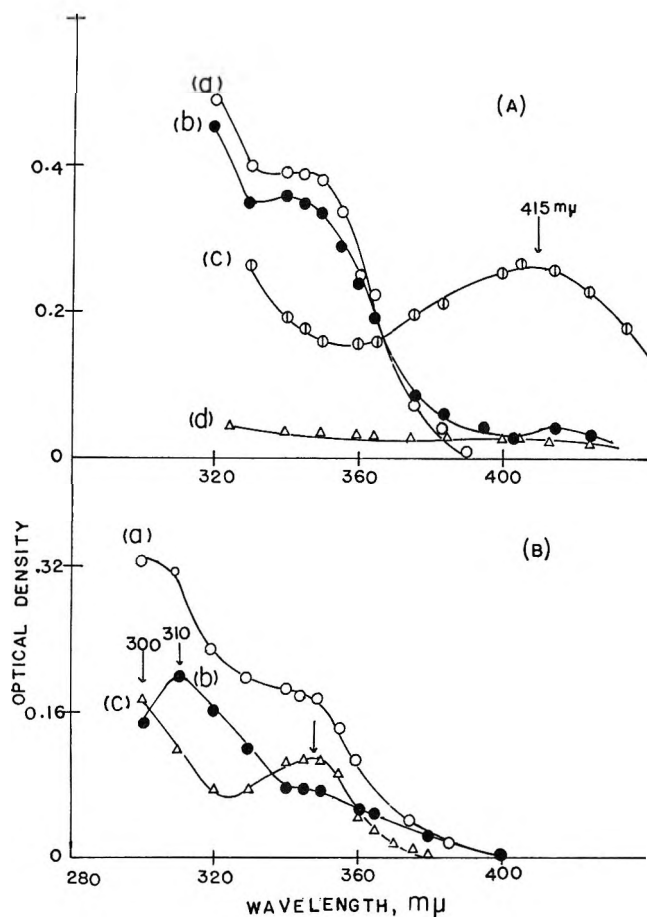 (a)
(A)
(b)
0.4
415 mμ
(c)
0.2
(d)
0
320
360
400
(a)
(B)
.32
300
310
(b)
(c)
0.16
0
280
320
360
400
OPTICAL DENSITY
WAVELENGTH, mμ